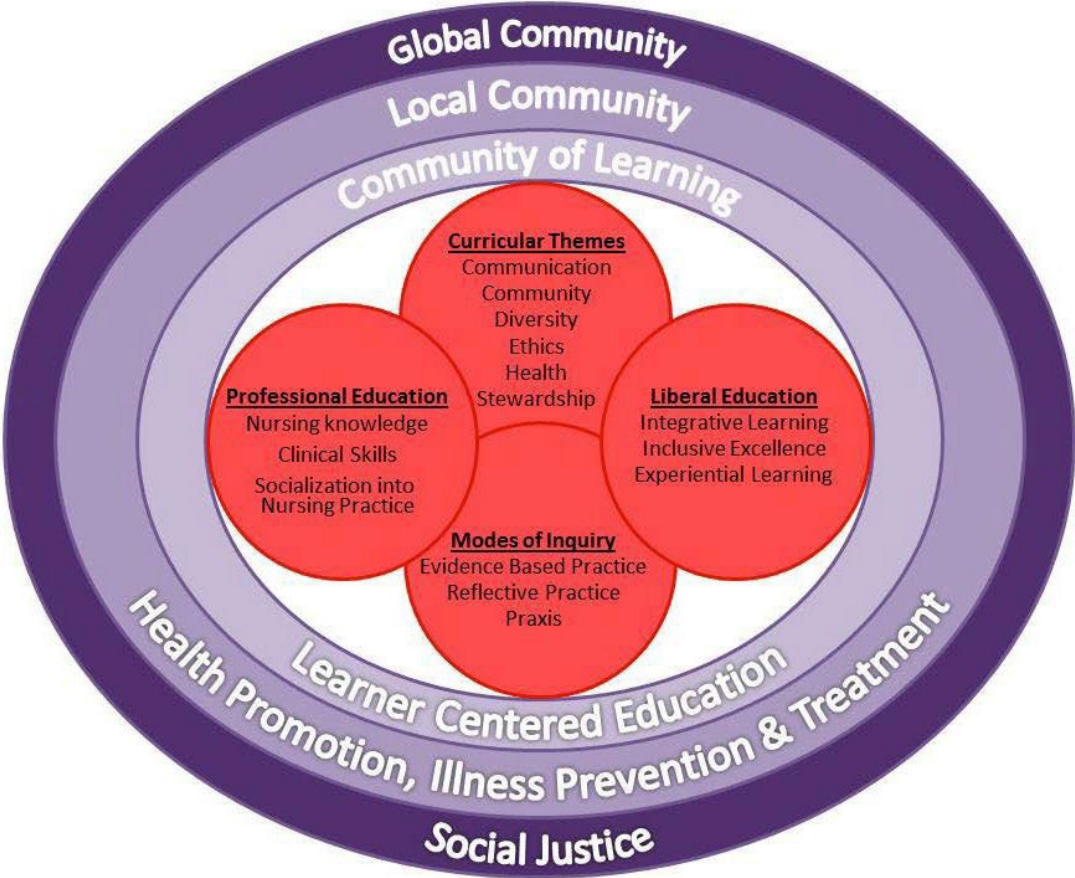 Global Community
Local Community
Community of Learning
Curricular Themes
Communication
Community
Diversity
Ethics
Health
Stewardship
Professional Education
Nursing knowledge
Clinical Skills
Socialization into
Nursing Practice
Liberal Education
Integrative Learning
Inclusive Excellence
Experiential Learning
Modes of Inquiry
Evidence Based Practice
Reflective Practice
Praxis
Learner Centered Education
Health Promotion, Illness Prevention & Treatment
Social Justice